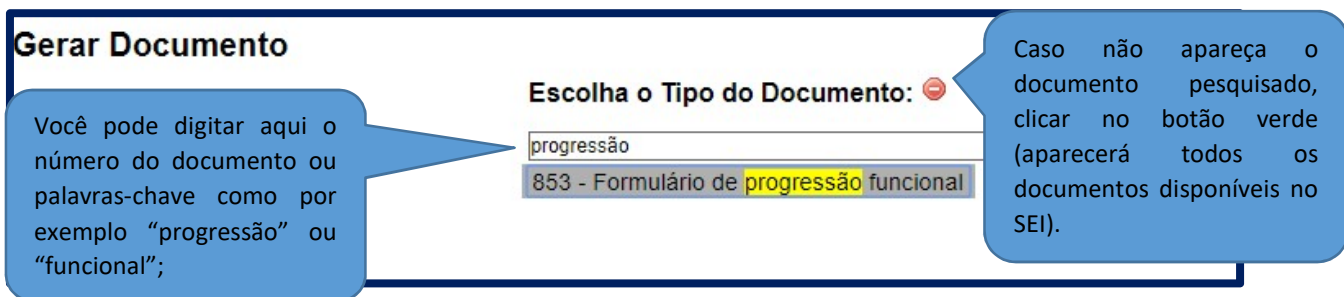 Gerar Documento
Escolha o Tipo do Documento:
progressão
853 - Formulário de progressão funcional
Você pode digitar aqui o
número do documento ou
palavras-chave como por
exemplo “progressão” ou
“funcional”;
Caso não apareça o
documento pesquisado,
clicar no botão verde
(aparecerá todos os
documentos disponíveis no
SEI).